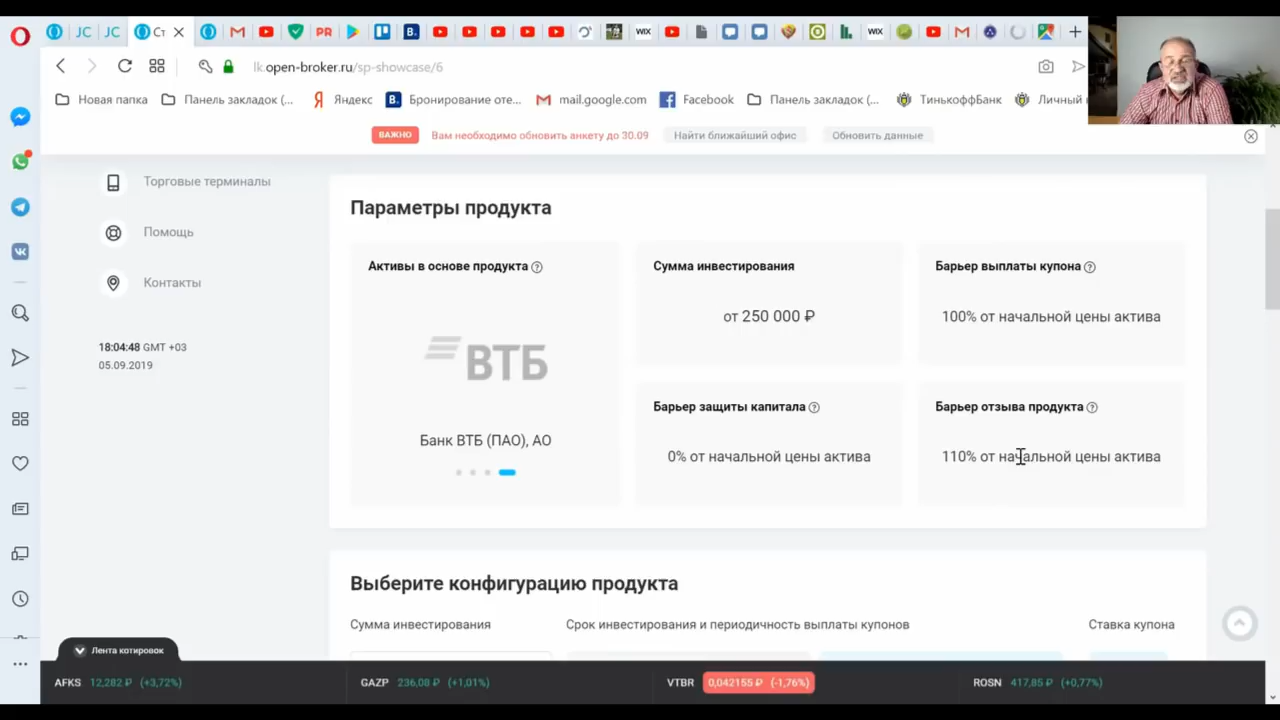 JC
JC
Ст
PR
B.
WIX
WIX
lk.open-broker.ru/sp-showcase/6
Новая папка
Панель закладок (...
Яндекс
B.
Бронирование оте...
mail.google.com
Facebook
Панель закладок (...
ТинькоффБанк
Личный
ВАЖНО
Вам необходимо обновить анкету до 30.09
Найти ближайший офис
Обновить данные
Торговые терминалы
Помощь
Контакты
18:04:48 GMT +03
05.09.2019
Параметры продукта
Активы в основе продукта
ВТБ
Банк ВТБ (ПАО), АО
Сумма инвестирования
от 250 000 ₽
Барьер выплаты купона
100% от начальной цены актива
Барьер защиты капитала
0% от начальной цены актива
Барьер отзыва продукта
110% от начальной цены актива
Выберите конфигурацию продукта
Сумма инвестирования
Срок инвестирования и периодичность выплаты купонов
Ставка купона
Лента котировок
AFKS 12,282 ₽ (+3,72%)
GAZP 236,08 ₽ (+1,01%)
VTBR 0,042155 ₽ (-1,76%)
ROSN 417,85 ₽ (+0,77%)